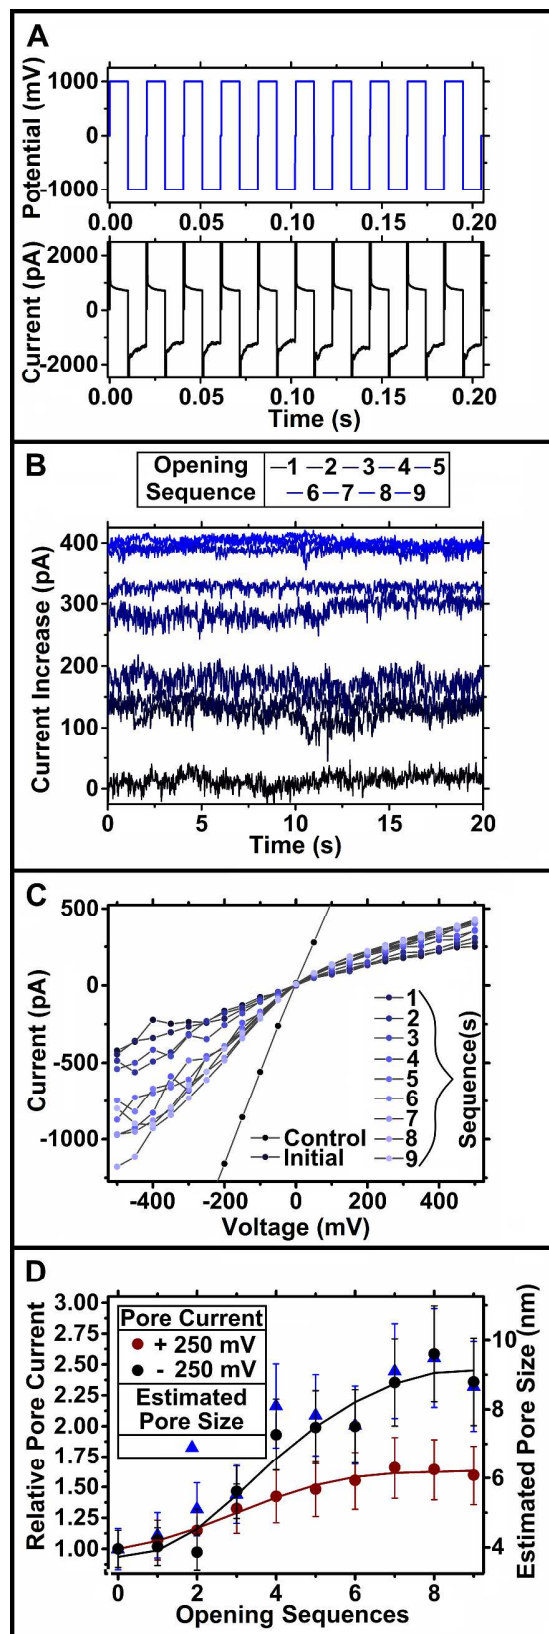 A
Potential (mV)
1000
0
-1000
0.00 0.05 0.10 0.15 0.20
Current (pA)
2000
0
-2000
0.00 0.05 0.10 0.15 0.20
Time (s)
B
Opening Sequence
1 2 3 4 5
6 7 8 9
Current Increase (pA)
400
300
200
100
0
0 5 10 15 20
Time (s)
C
Current (pA)
500
0
-500
-1000
1
2
3
4
5
6
7
8
9
Sequence(s)
Control
Initial
-400 -200 0 200 400
Voltage (mV)
D
Relative Pore Current
3.00
2.75
2.50
2.25
2.00
1.75
1.50
1.25
1.00
Pore Current
+ 250 mV
- 250 mV
Estimated
Pore Size
Estimated Pore Size (nm)
10
8
6
4
0 2 4 6 8
Opening Sequences